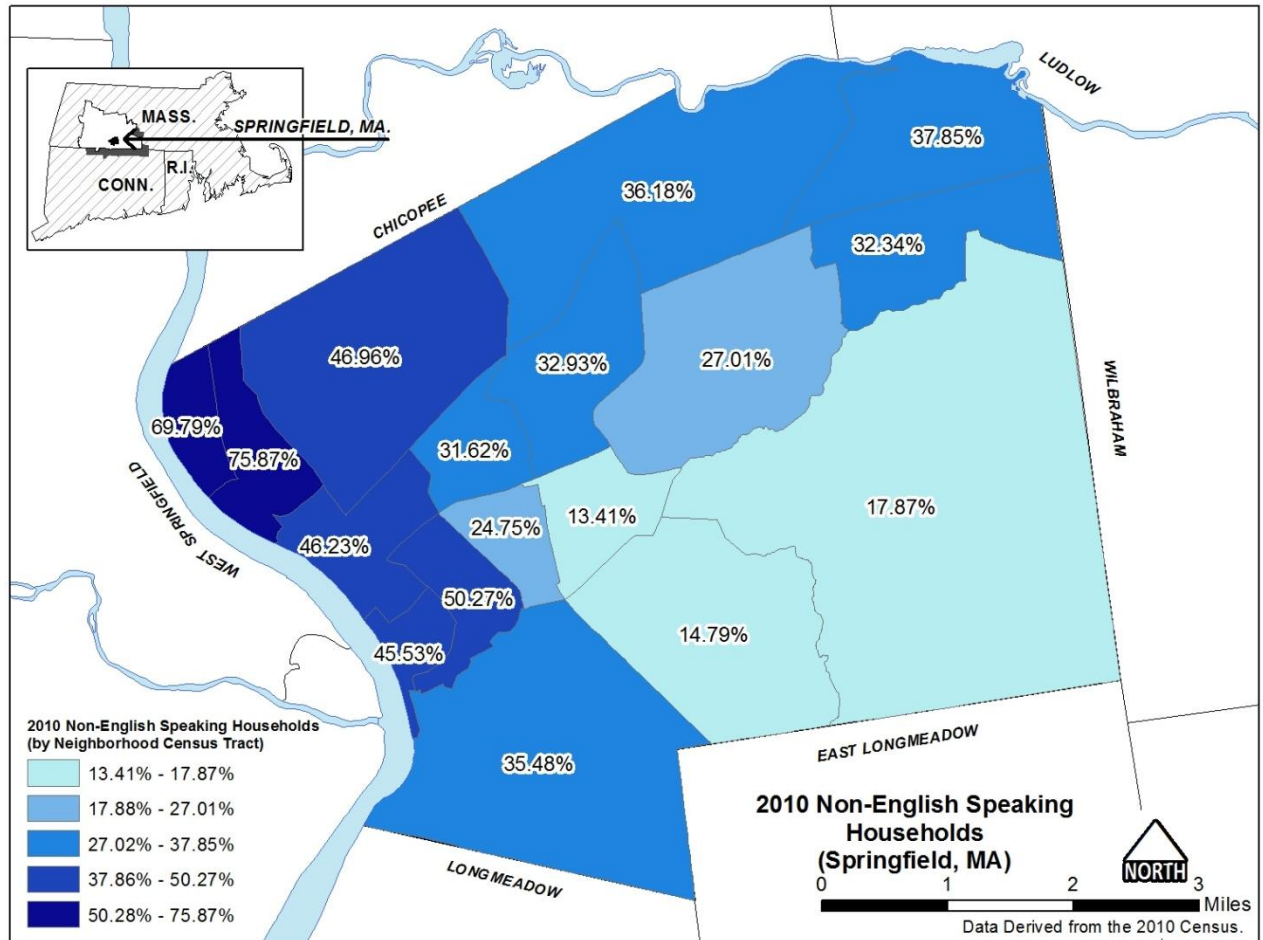 LUDLOW
MASS.
SPRINGFIELD, MA.
R.I.
CONN.
CHICOPEE
37.85%
36.18%
32.34%
46.96%
32.93%
27.01%
WILBRAHAM
69.79%
75.87%
31.62%
17.87%
24.75%
13.41%
WEST SPRINGFIELD
46.23%
50.27%
14.79%
45.53%
35.48%
EAST LONGMEADOW
LONGMEADOW
2010 Non-English Speaking Households
(by Neighborhood Census Tract)
13.41% - 17.87%
17.88% - 27.01%
27.02% - 37.85%
37.86% - 50.27%
50.28% - 75.87%
2010 Non-English Speaking
Households
(Springfield, MA)
NORTH
0 1 2 3
Miles
Data Derived from the 2010 Census.